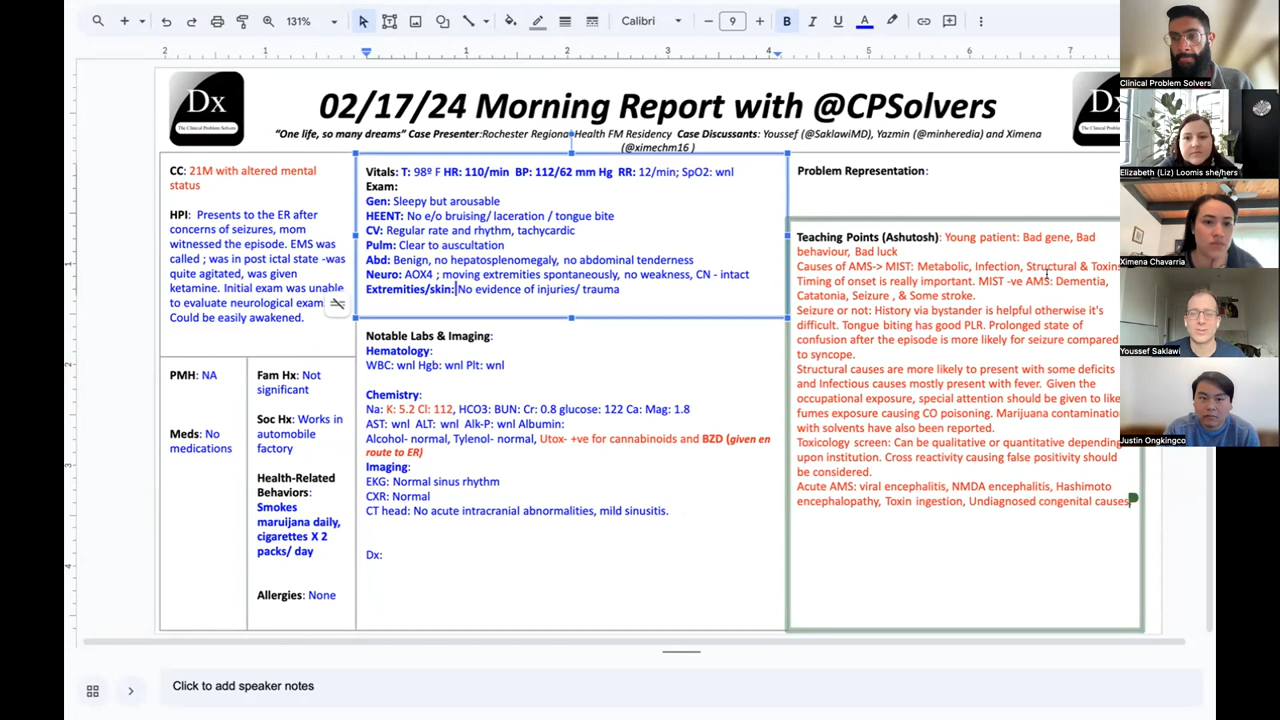 131%
Calibri
9
B I U A
2 1 1 2 3 4 5 6 7
Dx
The Clinical Problem Solvers
02/17/24 Morning Report with @CPSolvers
"One life, so many dreams" Case Presenter:Rochester Regional Health FM Residency Case Discussants: Youssef (@SaklawiMD), Yazmin (@minheredia) and Ximena
(@ximechm16 )
Dx
The Clinical Problem
CC: 21M with altered mental
status
HPI: Presents to the ER after
concerns of seizures, mom
witnessed the episode. EMS was
called ; was in post ictal state -was
quite agitated, was given
ketamine. Initial exam was unable
to evaluate neurological exam
Could be easily awakened.
PMH: NA
Meds: No
medications
Fam Hx: Not
significant
Soc Hx: Works in
automobile
factory
Health-Related
Behaviors:
Smokes
maruijana daily,
cigarettes X 2
packs/ day
Allergies: None
Vitals: T: 98º F HR: 110/min BP: 112/62 mm Hg RR: 12/min; SpO2: wnl
Exam:
Gen: Sleepy but arousable
HEENT: No e/o bruising/ laceration / tongue bite
CV: Regular rate and rhythm, tachycardic
Pulm: Clear to auscultation
Abd: Benign, no hepatosplenomegaly, no abdominal tenderness
Neuro: AOX4 ; moving extremities spontaneously, no weakness, CN - intact
Extremities/skin: No evidence of injuries/ trauma
Notable Labs & Imaging:
Hematology:
WBC: wnl Hgb: wnl Plt: wnl
Chemistry:
Na: K: 5.2 Cl: 112, HCO3: BUN: Cr: 0.8 glucose: 122 Ca: Mag: 1.8
AST: wnl ALT: wnl Alk-P: wnl Albumin:
Alcohol- normal, Tylenol- normal, Utox- +ve for cannabinoids and BZD (given en
route to ER)
Imaging:
EKG: Normal sinus rhythm
CXR: Normal
CT head: No acute intracranial abnormalities, mild sinusitis.
Dx:
Problem Representation:
Teaching Points (Ashutosh): Young patient: Bad gene, Bad
behaviour, Bad luck
Causes of AMS-> MIST: Metabolic, Infection, Structural & Toxins
Timing of onset is really important. MIST -ve AMS: Dementia,
Catatonia, Seizure , & Some stroke.
Seizure or not: History via bystander is helpful otherwise it's
difficult. Tongue biting has good PLR. Prolonged state of
confusion after the episode is more likely for seizure compared
to syncope.
Structural causes are more likely to present with some deficits
and Infectious causes mostly present with fever. Given the
occupational exposure, special attention should be given to like
fumes exposure causing CO poisoning. Marijuana contamination
with solvents have also been reported.
Toxicology screen: Can be qualitative or quantitative depending
upon institution. Cross reactivity causing false positivity should
be considered.
Acute AMS: viral encephalitis, NMDA encephalitis, Hashimoto
encephalopathy, Toxin ingestion, Undiagnosed congenital causes
Clinical Problem Solvers
Elizabeth (Liz) Loomis she/hers
Ximena Chavarria
Youssef Saklawi
Justin Ongkingco
Click to add speaker notes